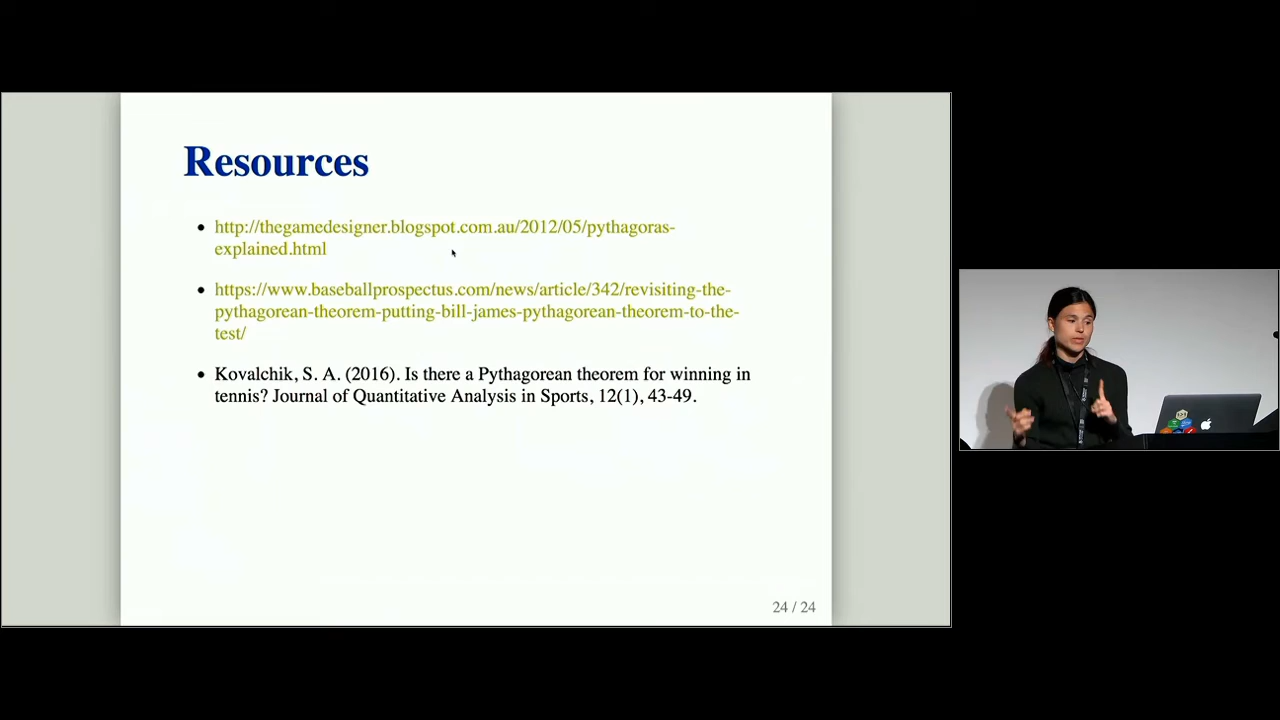 Resources
http://thegamedesigner.blogspot.com.au/2012/05/pythagoras-
explained.html
https://www.baseballprospectus.com/news/article/342/revisiting-the-
pythagorean-theorem-putting-bill-james-pythagorean-theorem-to-the-
test/
Kovalchik, S. A. (2016). Is there a Pythagorean theorem for winning in
tennis? Journal of Quantitative Analysis in Sports, 12(1), 43-49.
24 / 24